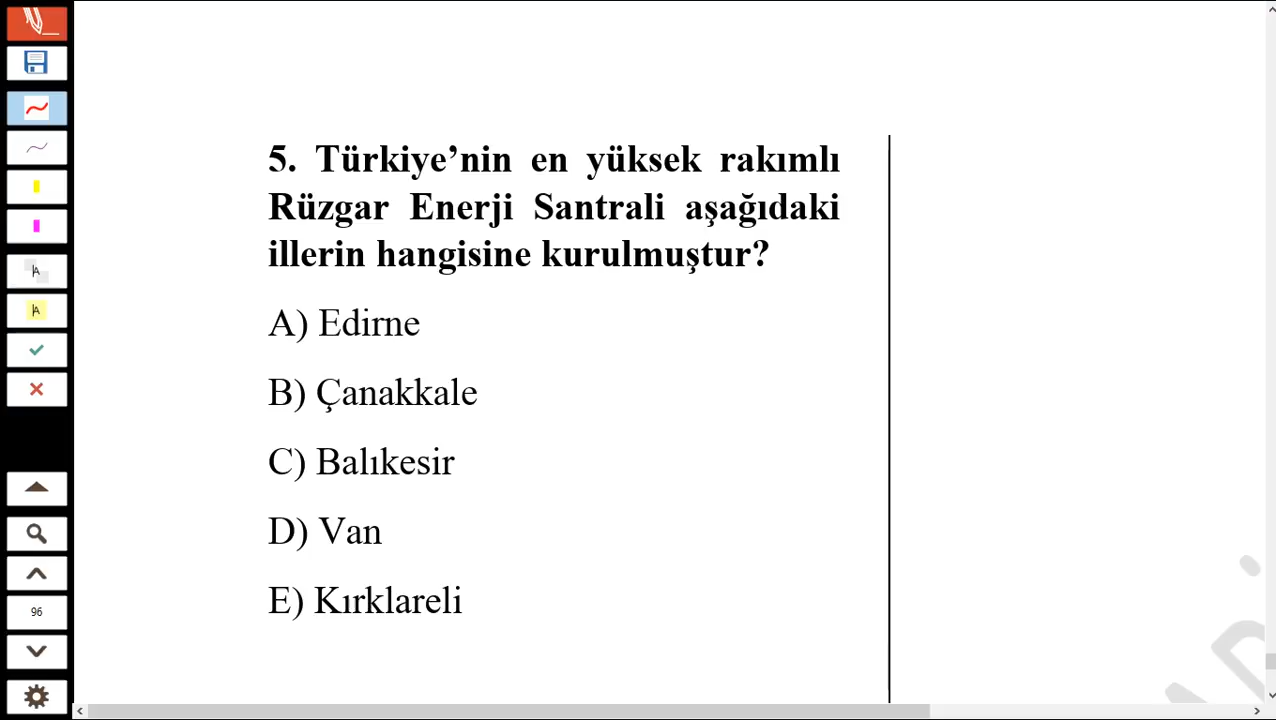 5. Türkiye’nin en yüksek rakımlı
Rüzgar Enerji Santrali aşağıdaki
illerin hangisine kurulmuştur?
A) Edirne
B) Çanakkale
C) Balıkesir
D) Van
E) Kırklareli
A
A
96